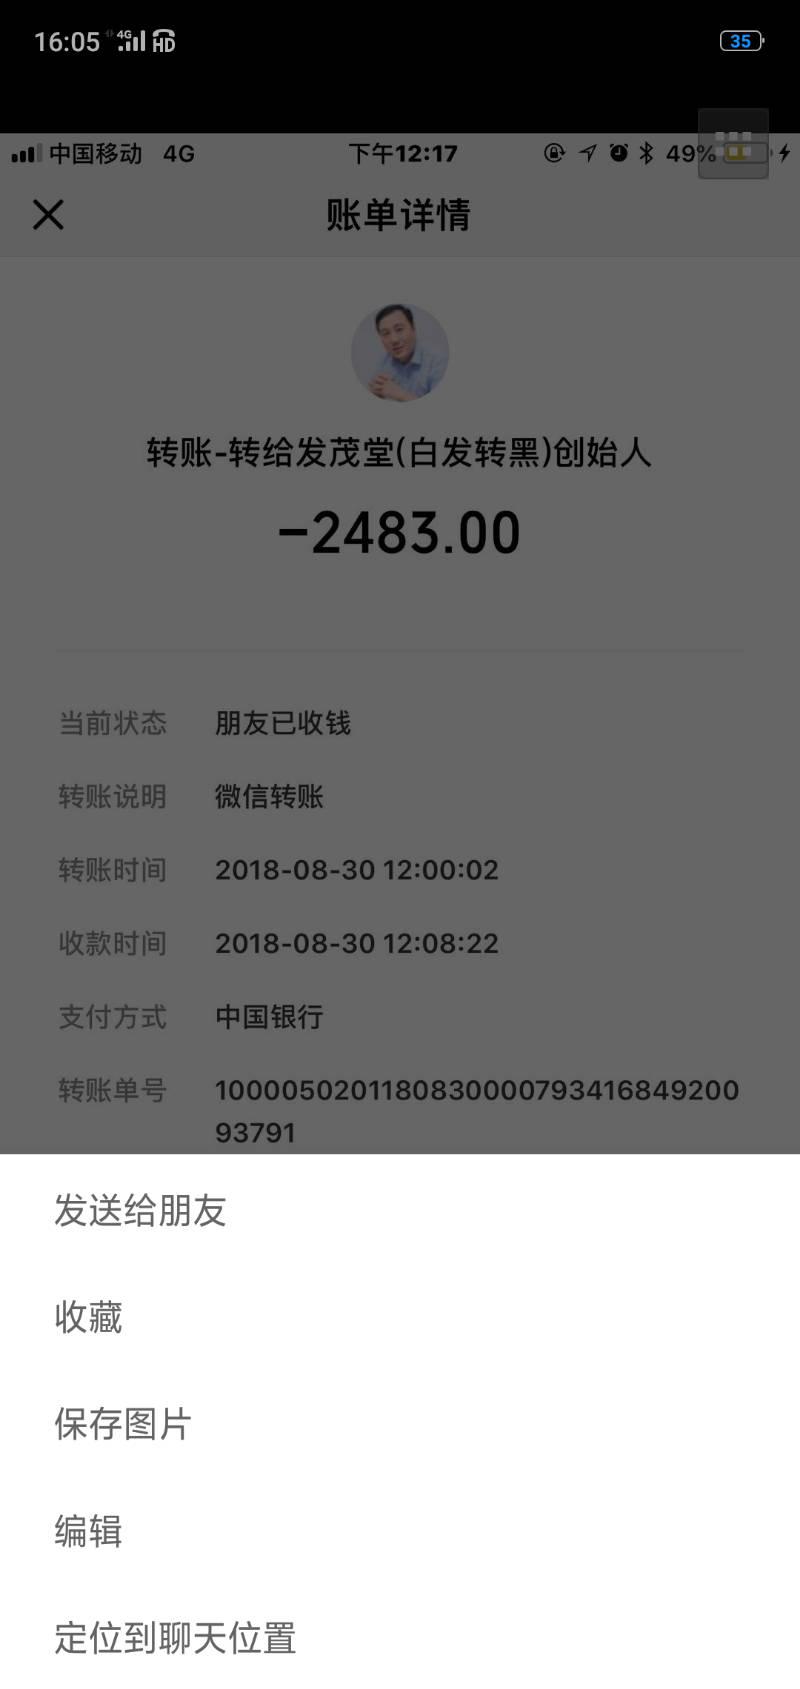 16:05 4G HD 35
中国移动 4G 下午12:17 49%
账单详情
转账-转给发茂堂(白发转黑)创始人
-2483.00
当前状态 朋友已收钱
转账说明 微信转账
转账时间 2018-08-30 12:00:02
收款时间 2018-08-30 12:08:22
支付方式 中国银行
转账单号 100005020118083000079341684920​0
93791
发送给朋友
收藏
保存图片
编辑
定位到聊天位置